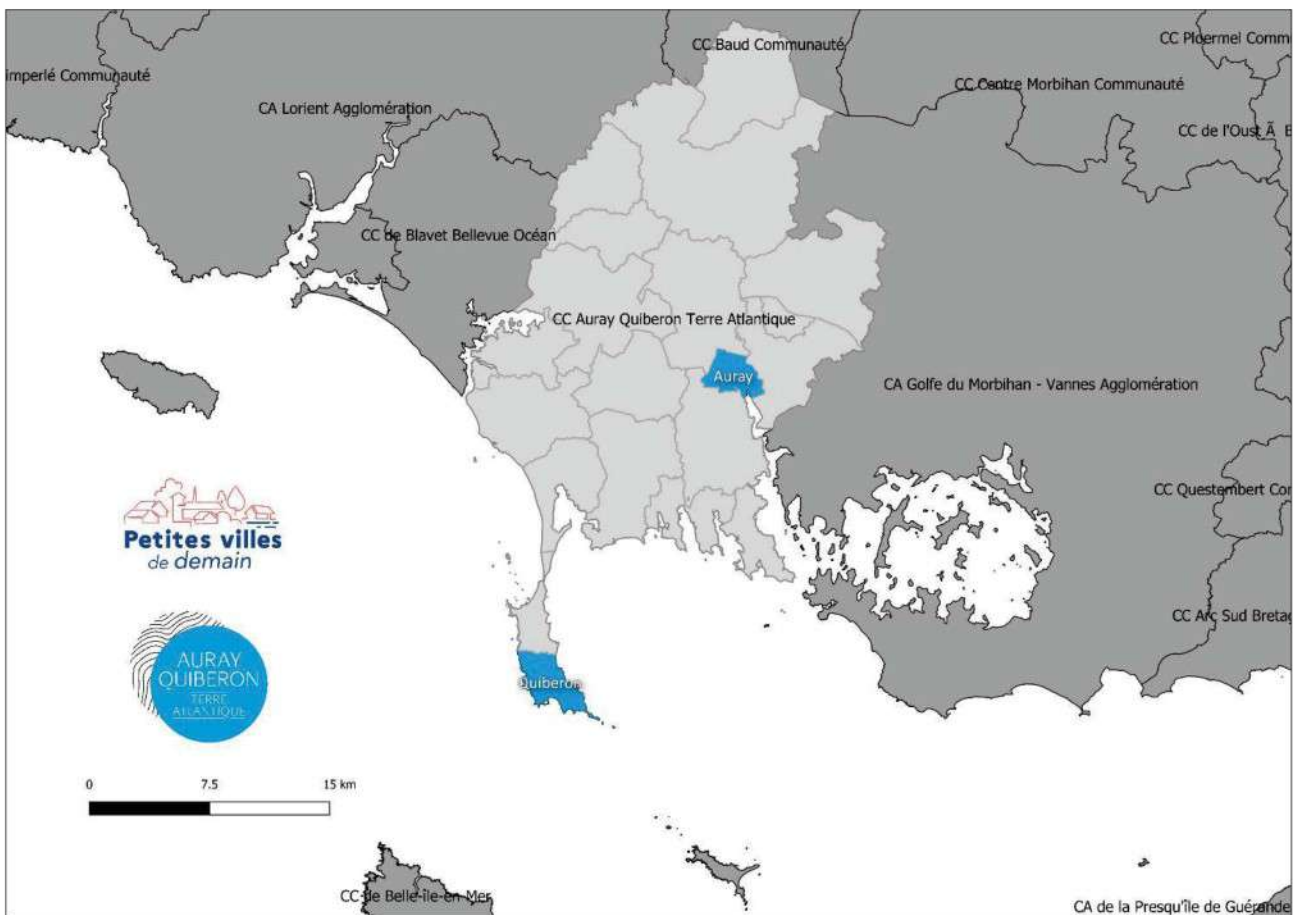 CC Baud Communauté
CC Ploermel Comm
imperlé Communauté
CC Centre Morbihan Communauté
CA Lorient Agglomération
CC de l'Oust Ã B
CC de Blavet Bellevue Océan
CC Auray Quiberon Terre Atlantique
Auray
CA Golfe du Morbihan - Vannes Agglomération
CC Questembert Co
Petites villes
de demain
CC Arc Sud Breta
AURAY
QUIBERON
TERRE
ATLANTIQUE
Quiberon
0 7.5 15 km
CC de Belle-île-en-Mer
CA de la Presqu'île de Guérande